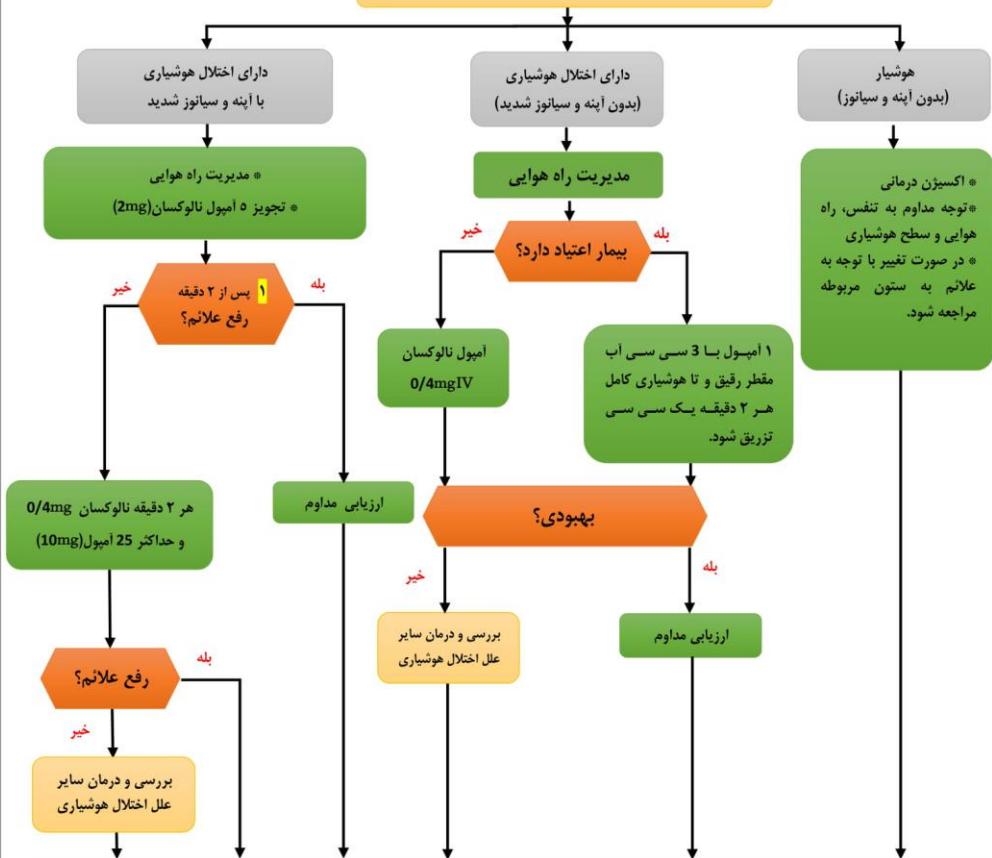 هوشیار
(بدون آپنه و سیانوز)
دارای اختلال هوشیاری
(بدون آپنه و سیانوز شدید)
دارای اختلال هوشیاری
با آپنه و سیانوز شدید
* اکسیژن درمانی
*توجه مداوم به تنفس، راه
هوایی و سطح هوشیاری
* در صورت تغییر با توجه به
علائم به ستون مربوطه
مراجعه شود.
مدیریت راه هوایی
بیمار اعتیاد دارد؟
بله
خیر
۱ آمپول با 3 سی سی آب
مقطر رقیق و تا هوشیاری کامل
هر ۲ دقیقه یک سی سی
تزریق شود.
آمپول نالوکسان
0/4mgIV
بهبودی؟
بله
خیر
ارزیابی مداوم
بررسی و درمان سایر
علل اختلال هوشیاری
* مدیریت راه هوایی
* تجویز ۵ آمپول نالوکسان(2mg)
۱ پس از ۲ دقیقه
رفع علائم؟
بله
خیر
ارزیابی مداوم
هر ۲ دقیقه نالوکسان 0/4mg
و حداکثر 25 آمپول(10mg)
رفع علائم؟
بله
خیر
بررسی و درمان سایر
علل اختلال هوشیاری